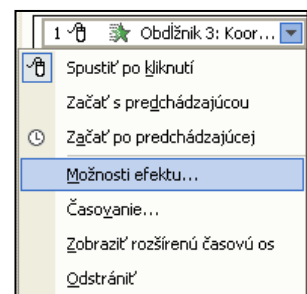 1 Obdĺžnik 3: Koor...
Spustiť po kliknutí
Začať s predchádzajúcou
Začať po predchádzajúcej
Možnosti efektu...
Časovanie...
Zobraziť rozšírenú časovú os
Odstrániť